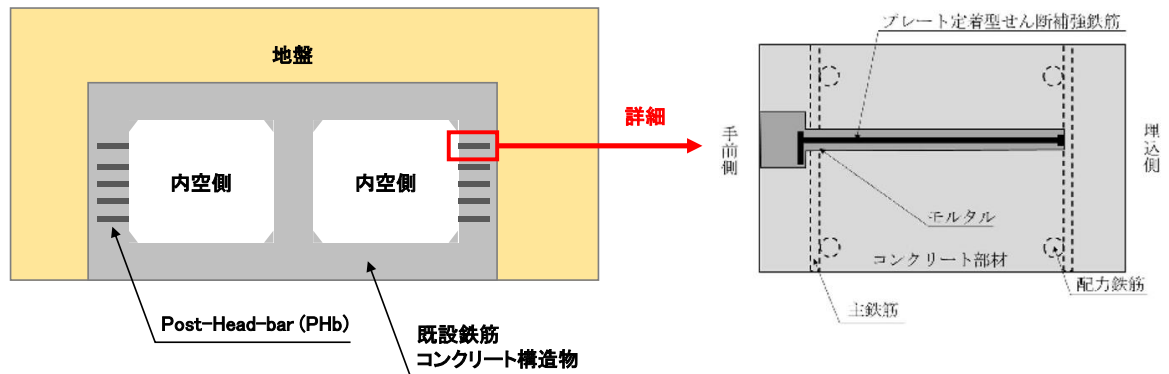 地盤
内空側
内空側
Post-Head-bar (PHb)
既設鉄筋
コンクリート構造物
詳細
プレート定着型せん断補強鉄筋
手前側
埋込側
モルタル
コンクリート部材
配力鉄筋
主鉄筋